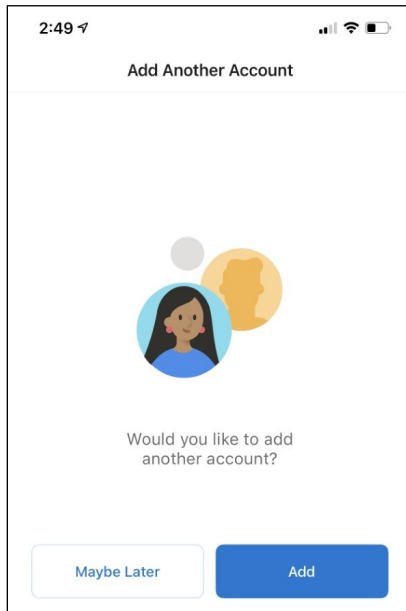 2:49
Add Another Account
Would you like to add
another account?
Maybe Later Add